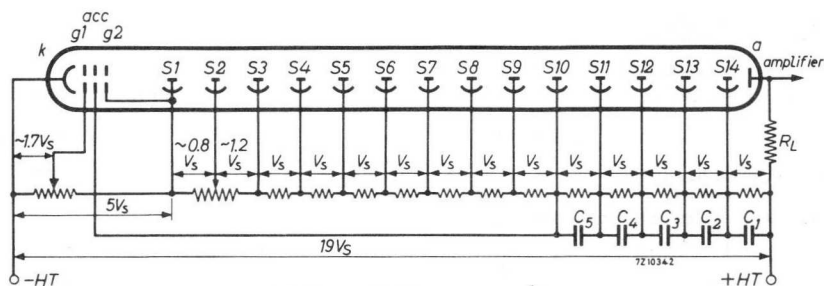 acc
g1 g2
k
S1 S2 S3 S4 S5 S6 S7 S8 S9 S10 S11 S12 S13 S14
a
amplifier
~1.7Vs
~0.8 ~1.2
Vs Vs Vs Vs Vs Vs Vs Vs Vs Vs Vs Vs Vs Vs
RL
5Vs
C5 C4 C3 C2 C1
19Vs
7Z10342
-HT
+HT